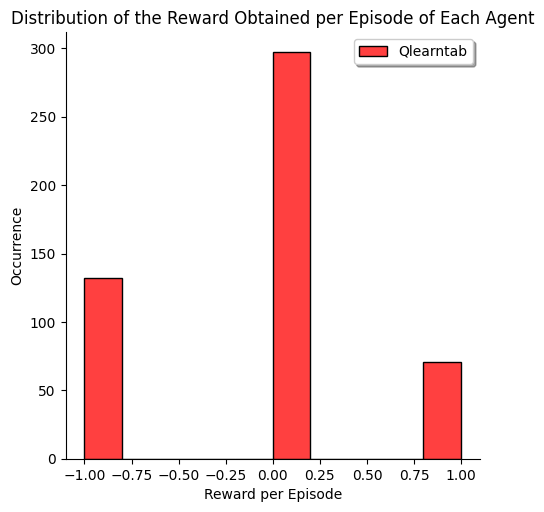 Distribution of the Reward Obtained per Episode of Each Agent
Qlearntab
300
250
200
150
100
50
0
Occurrence
−1.00 −0.75 −0.50 −0.25 0.00 0.25 0.50 0.75 1.00
Reward per Episode